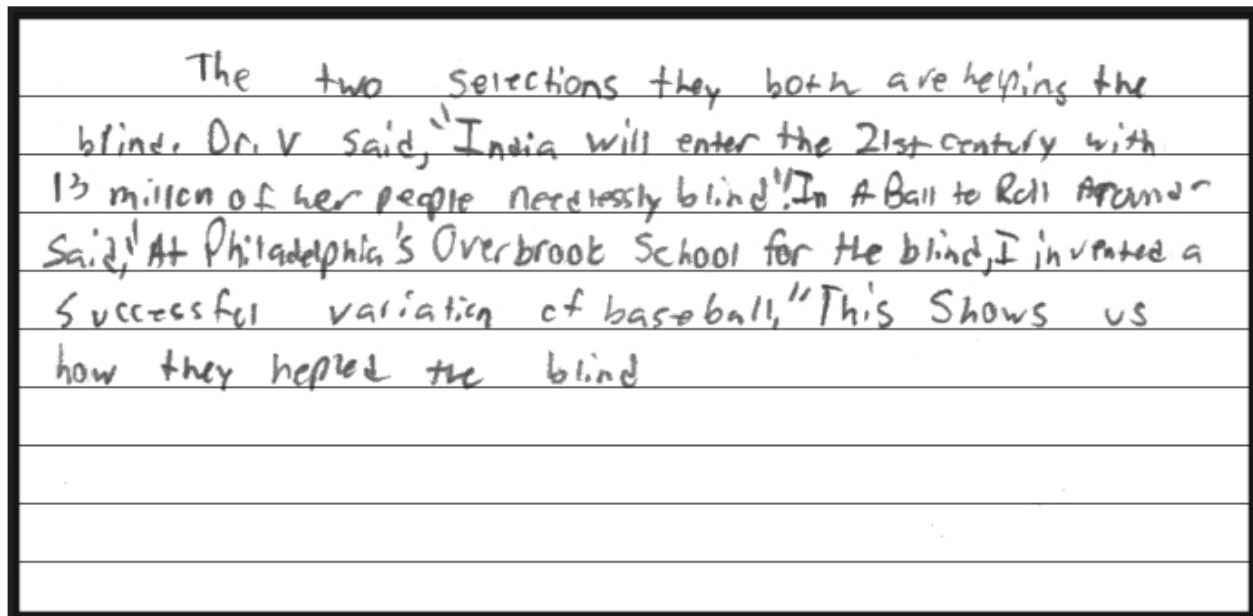 The two selections they both are helping the
blind. Dr. V said, "India will enter the 21st century with
13 millon of her people needlessly blind". In A Ball to Roll Around
said, "At Philadelphia's Overbrook School for the blind, I invented a
successful variation of baseball," This shows us
how they hepled the blind